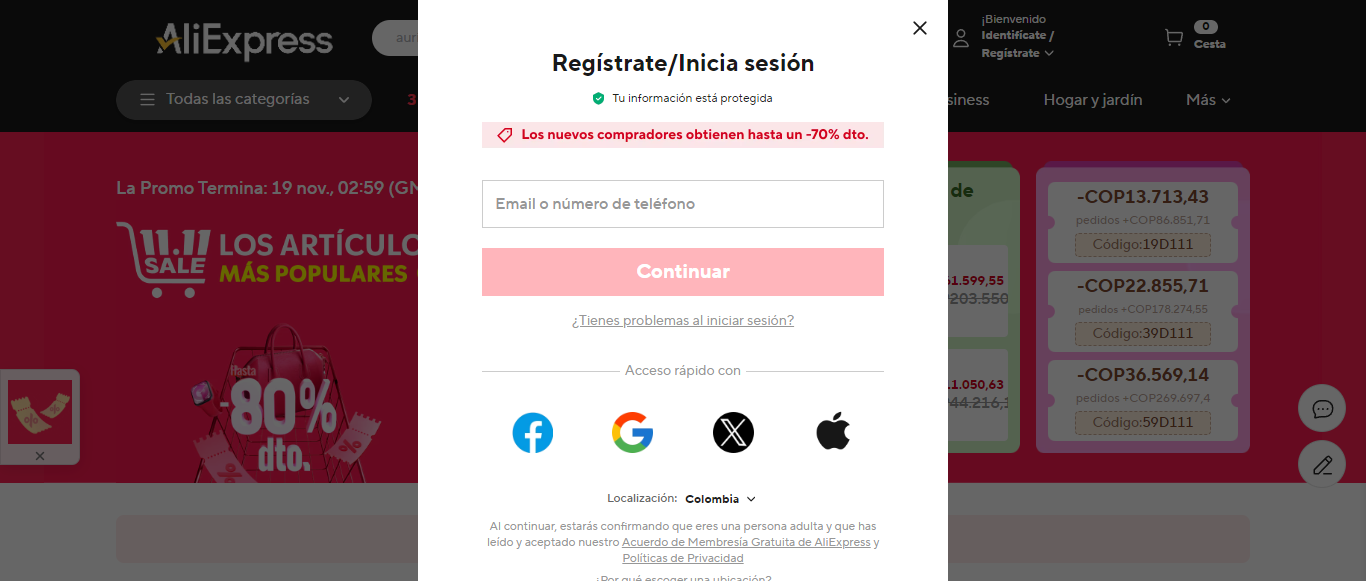 AliExpress
aur
¡Bienvenido
Identifícate /
Regístrate
0
Cesta
Todas las categorías
3
siness
Hogar y jardín
Más
Regístrate/Inicia sesión
Tu información está protegida
Los nuevos compradores obtienen hasta un -70% dto.
Email o número de teléfono
Continuar
¿Tienes problemas al iniciar sesión?
Acceso rápido con
Localización: Colombia
Al continuar, estarás confirmando que eres una persona adulta y que has
leído y aceptado nuestro Acuerdo de Membresía Gratuita de AliExpress y
Políticas de Privacidad
¿Por qué escoger una ubicación?
La Promo Termina: 19 nov., 02:59 (GM
11.11
SALE
LOS ARTÍCULO
MÁS POPULARES
Hasta
-80%
dto.
de
1.599,55
203.550
1.050,63
44.216,1
-COP13.713,43
pedidos +COP86.851,71
Código:19D111
-COP22.855,71
pedidos +COP178.274,55
Código:39D111
-COP36.569,14
pedidos +COP269.697,4
Código:59D111